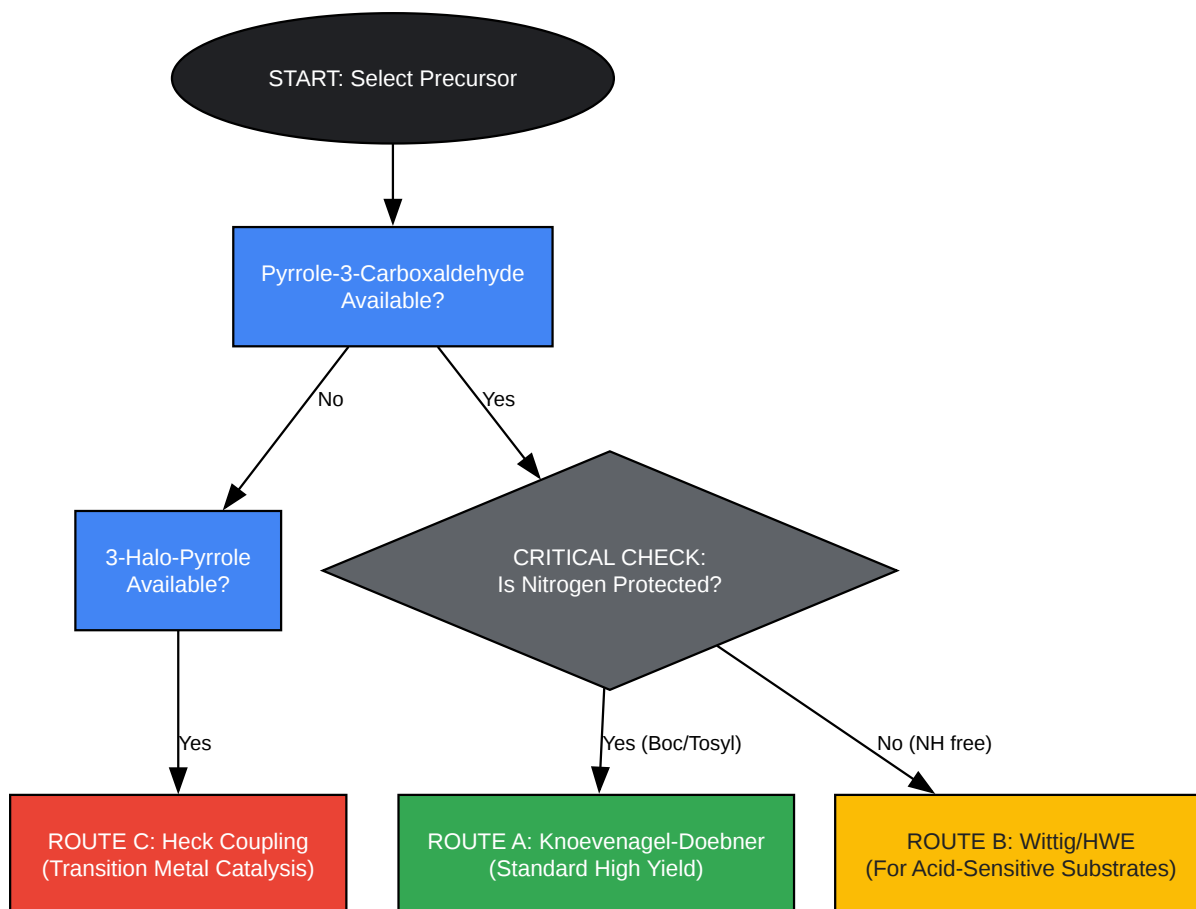 START: Select Precursor
Pyrrole-3-Carboxaldehyde
Available?
No
Yes
3-Halo-Pyrrole
Available?
CRITICAL CHECK:
Is Nitrogen Protected?
Yes
Yes (Boc/Tosyl)
No (NH free)
ROUTE C: Heck Coupling
(Transition Metal Catalysis)
ROUTE A: Knoevenagel-Doebner
(Standard High Yield)
ROUTE B: Wittig/HWE
(For Acid-Sensitive Substrates)